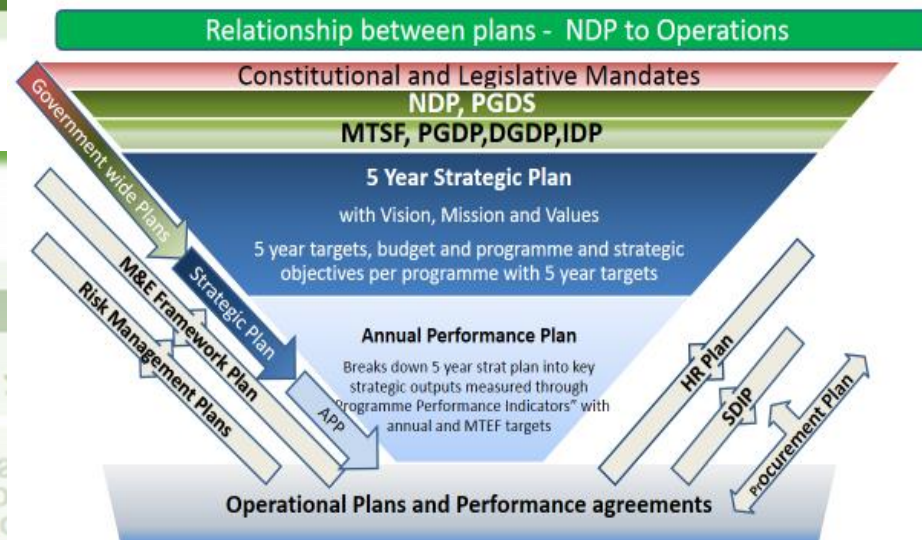 Relationship between plans - NDP to Operations
Constitutional and Legislative Mandates
NDP, PGDS
MTSF, PGDP,DGDP,IDP
5 Year Strategic Plan
with Vision, Mission and Values
5 year targets, budget and programme and strategic
objectives per programme with 5 year targets
Annual Performance Plan
Breaks down 5 year strat plan into key
strategic outputs measured through
Programme Performance Indicators” with
annual and MTEF targets
Government wide Plans
Strategic Plan
APP
M&E Framework Plan
Risk Management Plans
HR Plan
SDIP
Procurement Plan
Operational Plans and Performance agreements